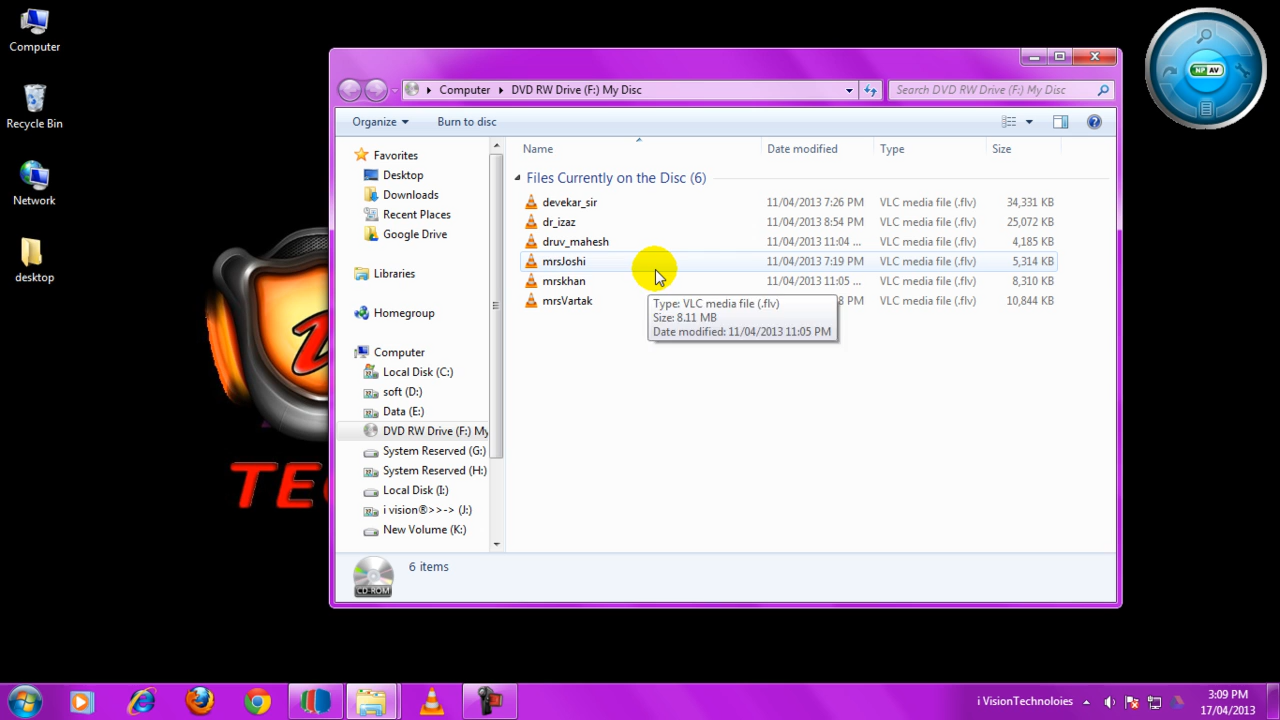 Computer
Recycle Bin
Network
desktop
TE
NP AV
Computer
DVD RW Drive (F:) My Disc
Search DVD RW Drive (F:) My Disc
Organize
Burn to disc
Favorites
Desktop
Downloads
Recent Places
Google Drive
Libraries
Homegroup
Computer
Local Disk (C:)
soft (D:)
Data (E:)
DVD RW Drive (F:) My
System Reserved (G:)
System Reserved (H:)
Local Disk (I:)
i vision®>>-> (J:)
New Volume (K:)
Name Date modified Type Size
Files Currently on the Disc (6)
devekar_sir 11/04/2013 7:26 PM VLC media file (.flv) 34,331 KB
dr_izaz 11/04/2013 8:54 PM VLC media file (.flv) 25,072 KB
druv_mahesh 11/04/2013 11:04 ... VLC media file (.flv) 4,185 KB
mrsJoshi 11/04/2013 7:19 PM VLC media file (.flv) 5,314 KB
mrskhan 11/04/2013 11:05 ... VLC media file (.flv) 8,310 KB
mrsVartak 8 PM VLC media file (.flv) 10,844 KB
Type: VLC media file (.flv)
Size: 8.11 MB
Date modified: 11/04/2013 11:05 PM
CD-ROM
6 items
i VisionTechnoloies
3:09 PM
17/04/2013